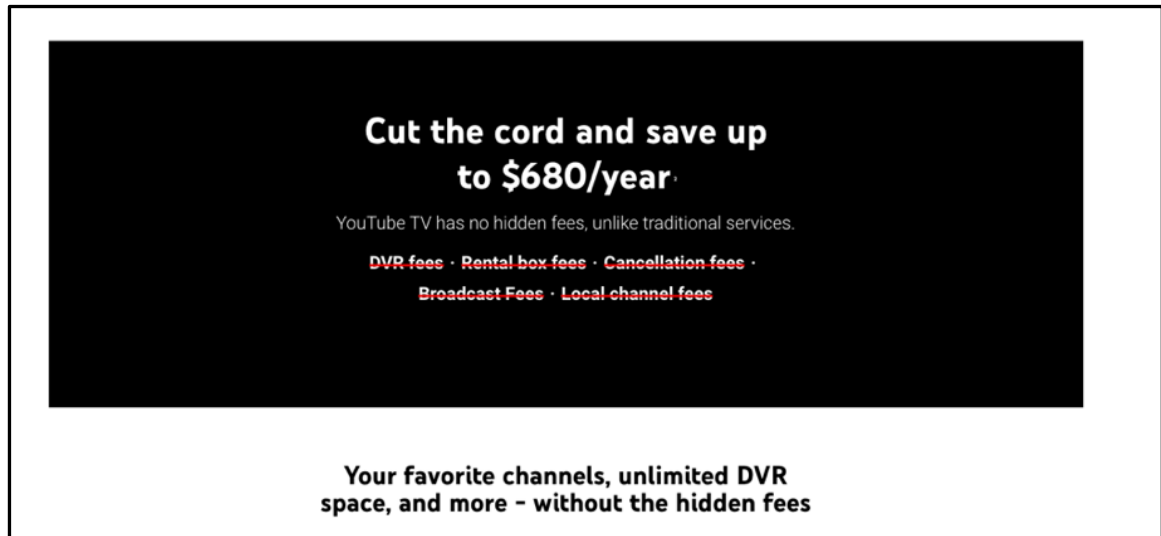 Cut the cord and save up
to $680/year³
YouTube TV has no hidden fees, unlike traditional services.
DVR fees · Rental box fees · Cancellation fees ·
Broadcast Fees · Local channel fees
Your favorite channels, unlimited DVR
space, and more – without the hidden fees